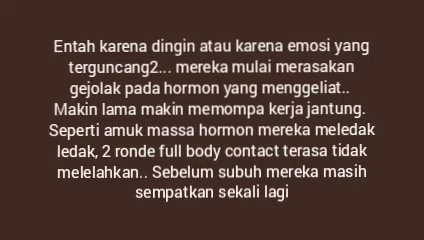 Entah karena dingin atau karena emosi yang
terguncang2... mereka mulai merasakan
gejolak pada hormon yang menggeliat..
Makin lama makin memompa kerja jantung.
Seperti amuk massa hormon mereka meledak
ledak, 2 ronde full body contact terasa tidak
melelahkan.. Sebelum subuh mereka masih
sempatkan sekali lagi